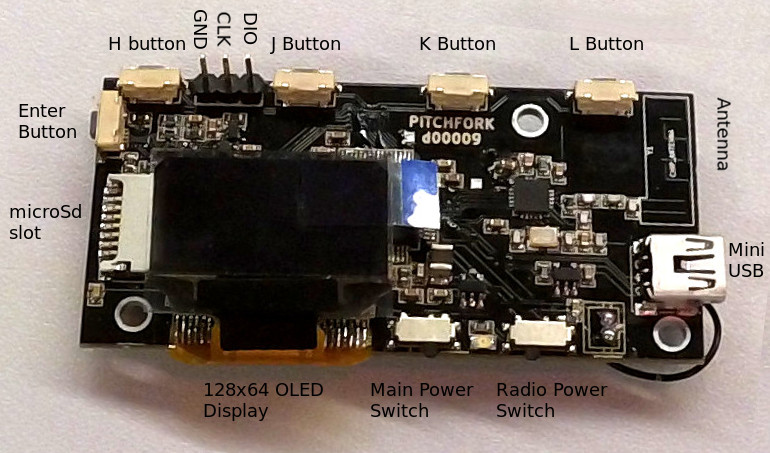 GND
CLK
DIO
H button
J Button
K Button
L Button
Enter
Button
PITCHFORK
d00009
Antenna
microSd
slot
Mini
USB
128x64 OLED
Display
Main Power
Switch
Radio Power
Switch